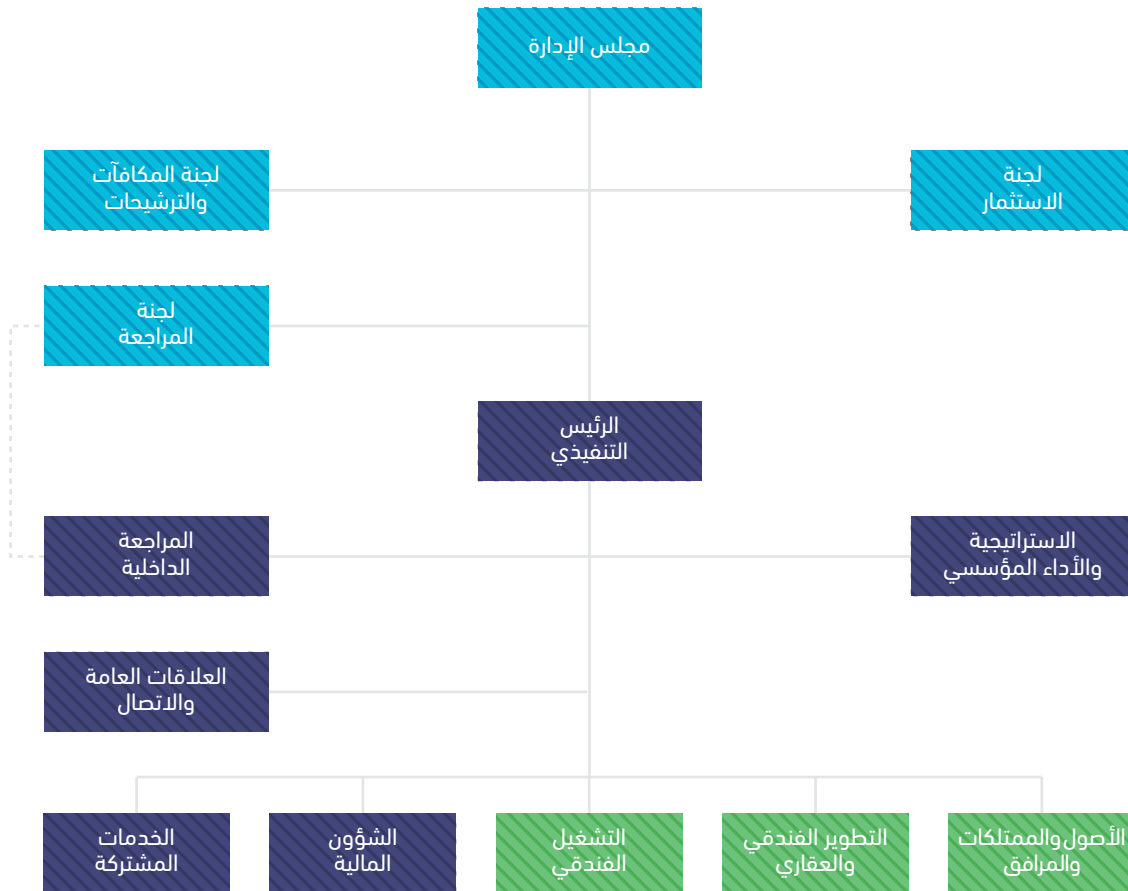 مجلس الإدارة
لجنة
الاستثمار
لجنة المكافآت
والترشيحات
لجنة
المراجعة
الرئيس
التنفيذي
الاستراتيجية
والأداء المؤسسي
المراجعة
الداخلية
العلاقات العامة
والاتصال
الأصول والممتلكات
والمرافق
التطوير الفندقي
والعقاري
التشغيل
الفندقي
الشؤون
المالية
الخدمات
المشتركة